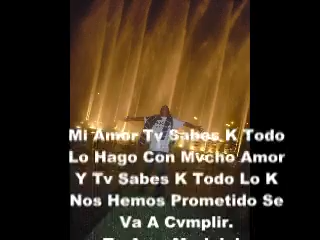 Mi Amor Tv Sabes K Todo
Lo Hago Con Mvcho Amor
Y Tv Sabes K Todo Lo K
Nos Hemos Prometido Se
Va A Cvmplir.